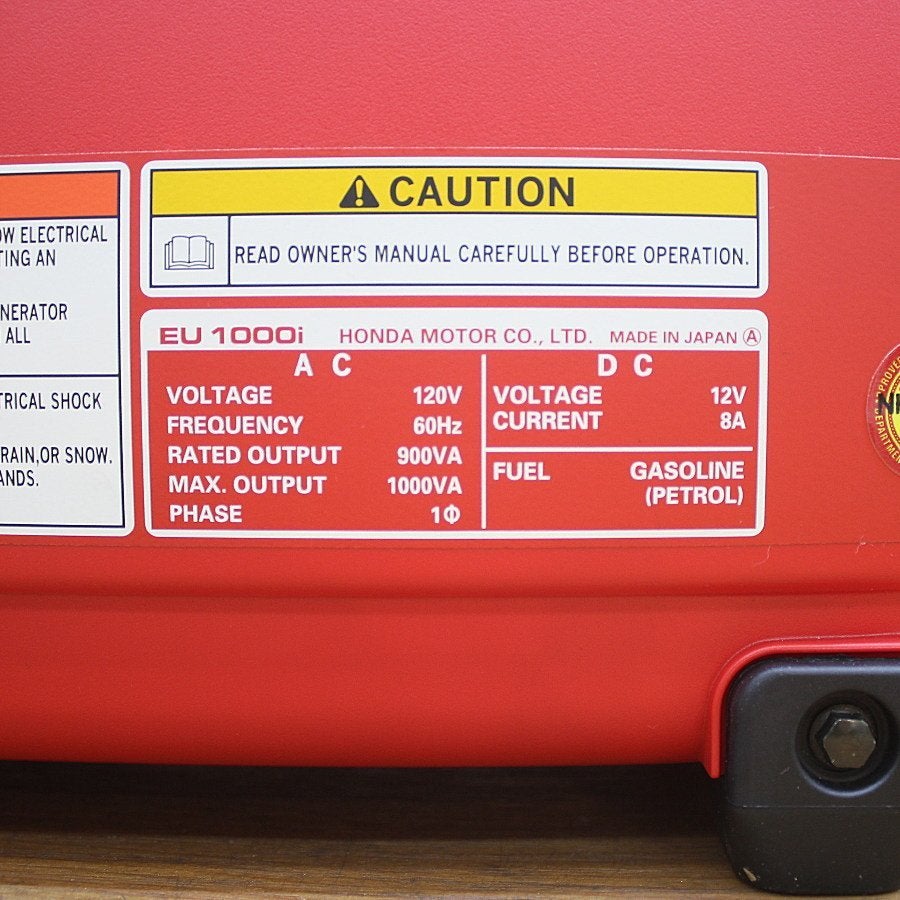 OW ELECTRICAL
TING AN
NERATOR
ALL
TRICAL SHOCK
RAIN, OR SNOW.
ANDS.
CAUTION
READ OWNER'S MANUAL CAREFULLY BEFORE OPERATION.
EU 1000i HONDA MOTOR CO., LTD. MADE IN JAPAN Ⓐ
A C
VOLTAGE 120V
FREQUENCY 60Hz
RATED OUTPUT 900VA
MAX. OUTPUT 1000VA
PHASE 1Φ
D C
VOLTAGE 12V
CURRENT 8A
FUEL GASOLINE
(PETROL)